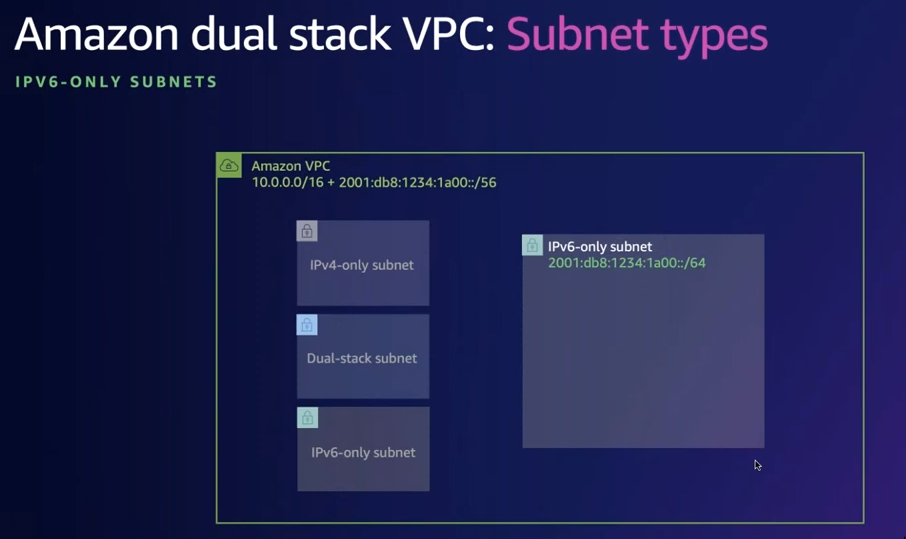 Amazon dual stack VPC: Subnet types
IPV6-ONLY SUBNETS
Amazon VPC
10.0.0.0/16 + 2001:db8:1234:1a00::/56
IPv4-only subnet
Dual-stack subnet
IPv6-only subnet
IPv6-only subnet
2001:db8:1234:1a00::/64